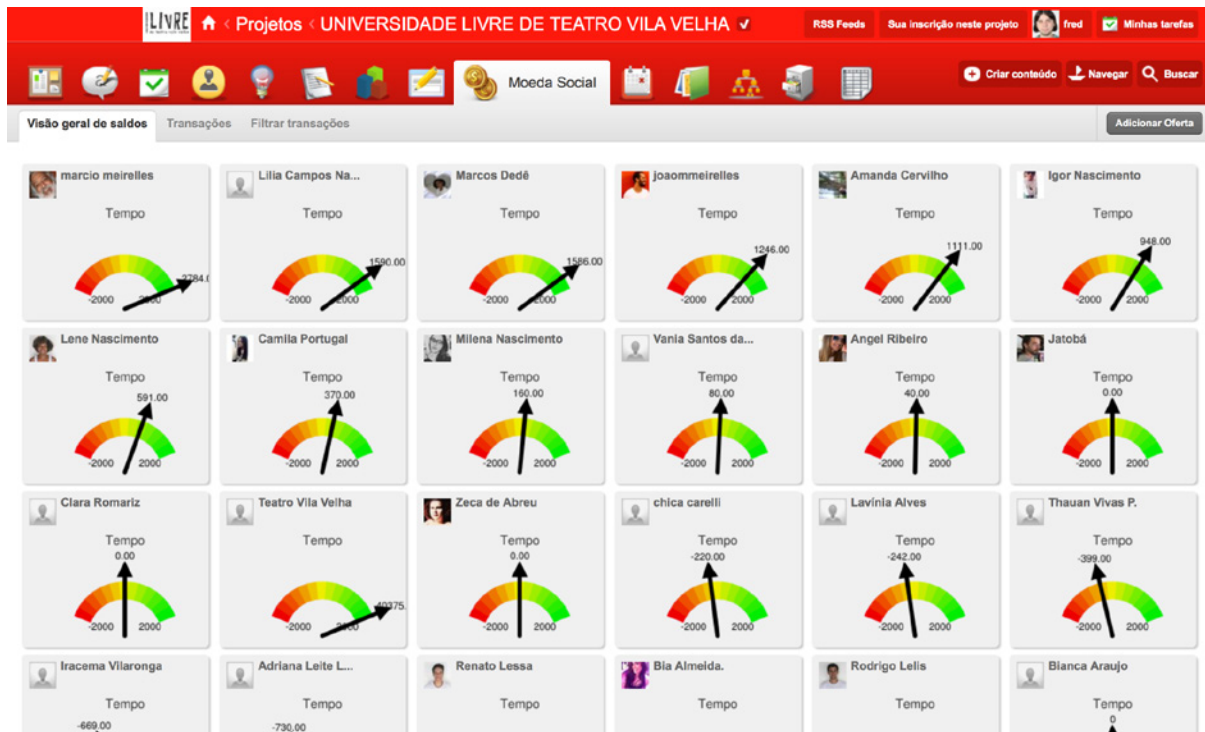 LIVRE
< Projetos < UNIVERSIDADE LIVRE DE TEATRO VILA VELHA
RSS Feeds
Sua inscrição neste projeto
fred
Minhas tarefas
Moeda Social
Criar conteúdo
Navegar
Buscar
Visão geral de saldos
Transações
Filtrar transações
Adicionar Oferta
marcio meirelles
Tempo
2784.0
-2000
Lilia Campos Na...
Tempo
1590.00
-2000 2000
Marcos Dedê
Tempo
1586.00
-2000 2000
joaommeirelles
Tempo
1246.00
-2000 2000
Amanda Cervilho
Tempo
1111.00
-2000 2000
Igor Nascimento
Tempo
948.00
-2000 2000
Lene Nascimento
Tempo
591.00
-2000 2000
Camila Portugal
Tempo
370.00
-2000 2000
Milena Nascimento
Tempo
160.00
-2000 2000
Vania Santos da...
Tempo
80.00
-2000 2000
Angel Ribeiro
Tempo
40.00
-2000 2000
Jatobá
Tempo
0.00
-2000 2000
Clara Romariz
Tempo
0.00
-2000 2000
Teatro Vila Velha
Tempo
40375.
-2000
Zeca de Abreu
Tempo
0.00
-2000 2000
chica carelli
Tempo
-220.00
-2000 2000
Lavínia Alves
Tempo
-242.00
-2000 2000
Thauan Vivas P.
Tempo
-399.00
-2000 2000
Iracema Vilaronga
Tempo
-669.00
Adriana Leite L...
Tempo
-730.00
Renato Lessa
Tempo
Bia Almeida.
Tempo
Rodrigo Lelis
Tempo
Bianca Araujo
Tempo
0